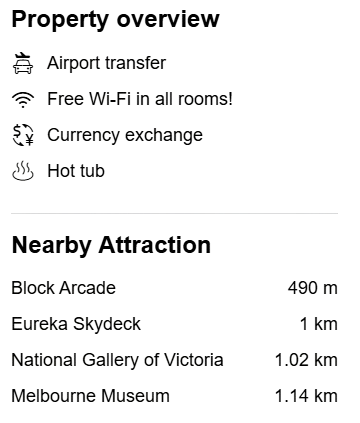 Property overview
Airport transfer
Free Wi-Fi in all rooms!
$ ¥ Currency exchange
Hot tub
Nearby Attraction
Block Arcade 490 m
Eureka Skydeck 1 km
National Gallery of Victoria 1.02 km
Melbourne Museum 1.14 km